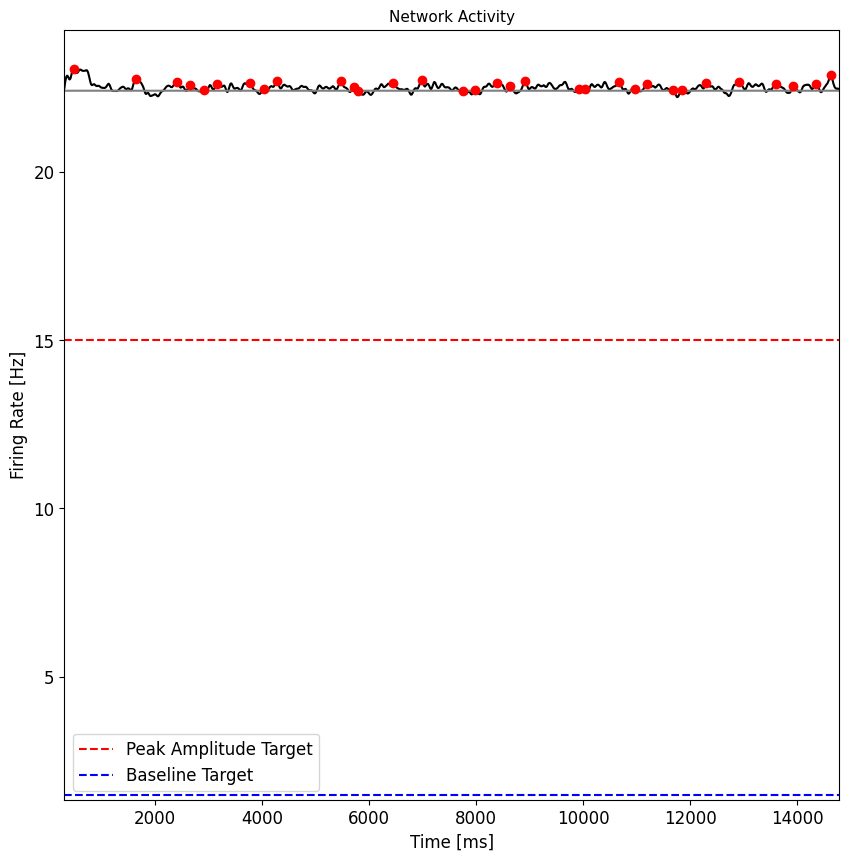 Network Activity
Firing Rate [Hz]
20
15
10
5
Peak Amplitude Target
Baseline Target
2000
4000
6000
8000
10000
12000
14000
Time [ms]